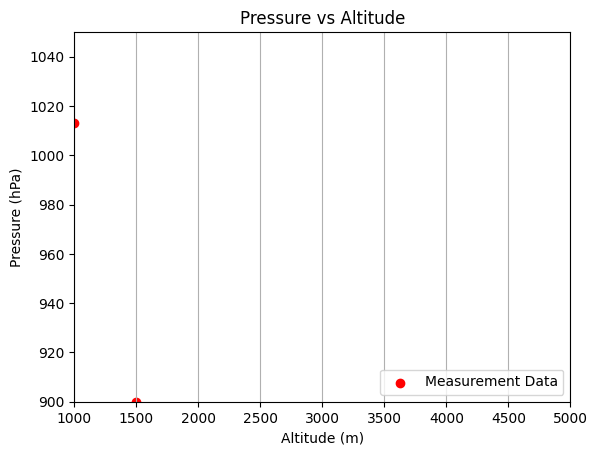 Pressure vs Altitude
Pressure (hPa)
1040
1020
1000
980
960
940
920
900
Measurement Data
1000 1500 2000 2500 3000 3500 4000 4500 5000
Altitude (m)